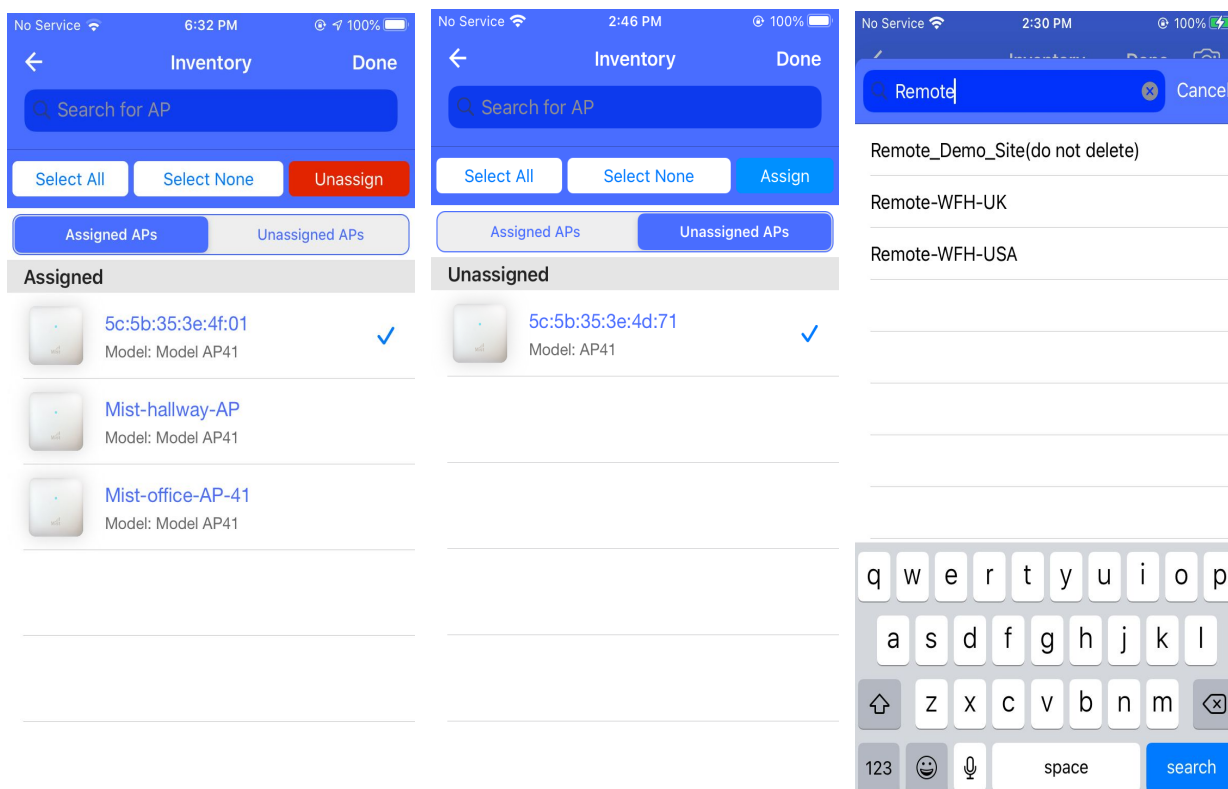 No Service 6:32 PM 100%
Inventory Done
Search for AP
Select All Select None Unassign
Assigned APs Unassigned APs
Assigned
5c:5b:35:3e:4f:01
Model: Model AP41
Mist-hallway-AP
Model: Model AP41
Mist-office-AP-41
Model: Model AP41
No Service 2:46 PM 100%
Inventory Done
Search for AP
Select All Select None Assign
Assigned APs Unassigned APs
Unassigned
5c:5b:35:3e:4d:71
Model: AP41
No Service 2:30 PM 100%
Remote Cancel
Remote_Demo_Site(do not delete)
Remote-WFH-UK
Remote-WFH-USA
q w e r t y u i o p
a s d f g h j k l
z x c v b n m
123 space search